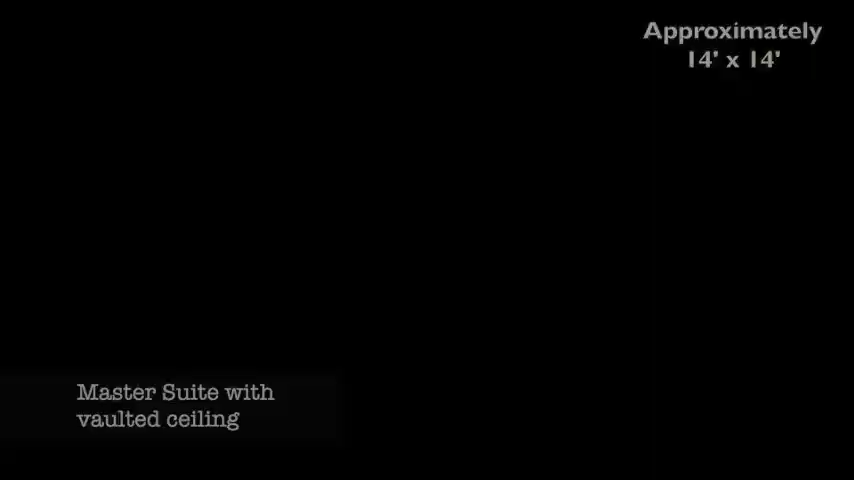 Approximately
14' x 14'
Master Suite with
vaulted ceiling